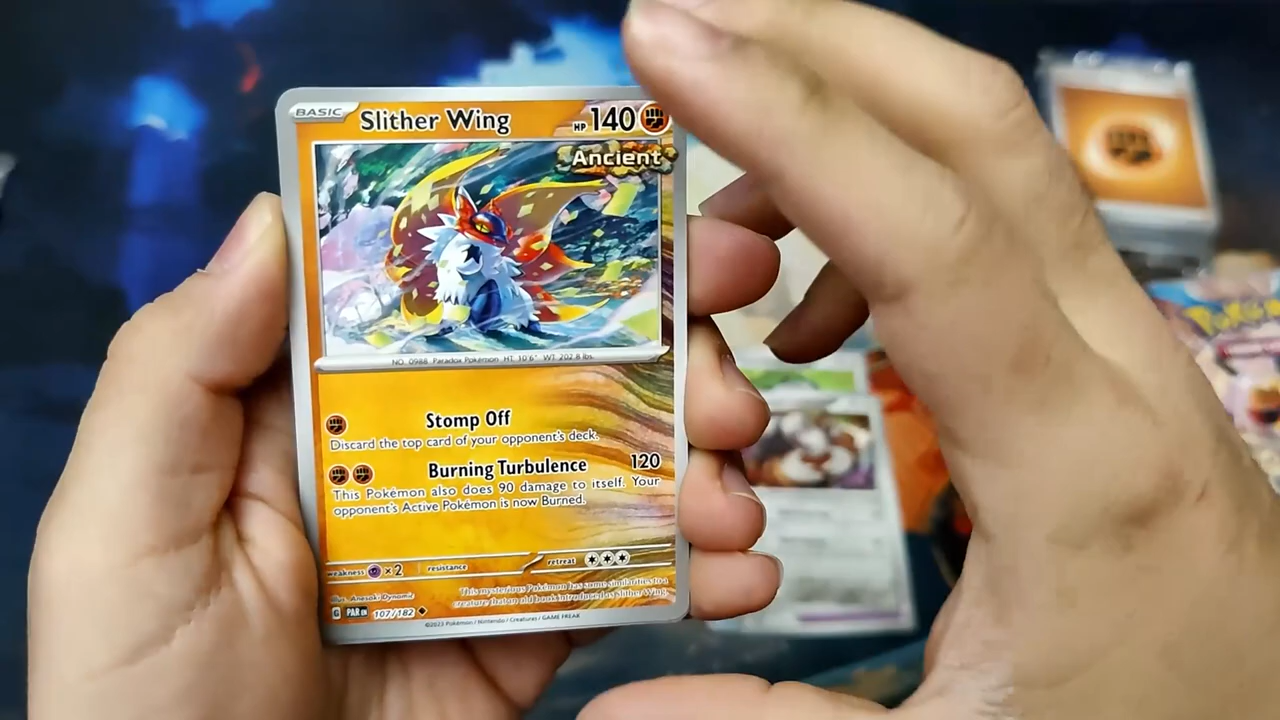 BASIC Slither Wing HP 140
Ancient
NO. 0988 Paradox Pokémon HT: 10'6" WT: 202.8 lbs.
Stomp Off
Discard the top card of your opponent's deck.
Burning Turbulence 120
This Pokémon also does 90 damage to itself. Your
opponent's Active Pokémon is now Burned.
weakness ×2 resistance retreat
Illus. Anesaki Dynamic
This mysterious Pokémon has some similarities to a
creature that an old book introduced as Slither Wing.
G PAR EN 107/182
©2023 Pokémon / Nintendo / Creatures / GAME FREAK